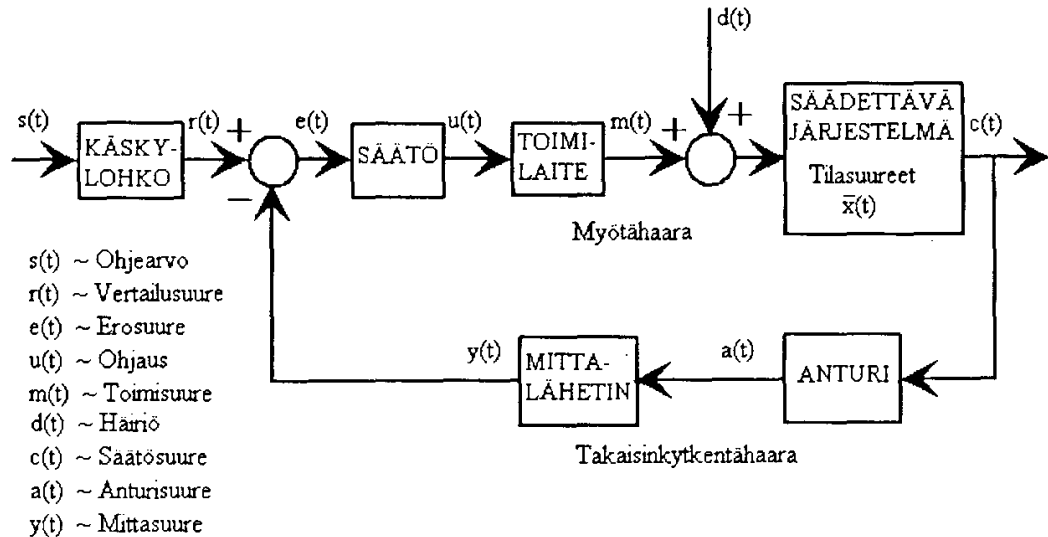 d(t)
s(t)
KÄSKY-
LOHKO
r(t)
+
−
e(t)
SÄÄTÖ
u(t)
TOIMI-
LAITE
m(t)
+
+
SÄÄDETTÄVÄ
JÄRJESTELMÄ
Tilasuureet
x̅(t)
c(t)
Myötähaara
s(t) ~ Ohjearvo
r(t) ~ Vertailusuure
e(t) ~ Erosuure
u(t) ~ Ohjaus
m(t) ~ Toimisuure
d(t) ~ Häiriö
c(t) ~ Säätösuure
a(t) ~ Anturisuure
y(t) ~ Mittasuure
y(t)
MITTA-
LÄHETIN
a(t)
ANTURI
Takaisinkytkentähaara